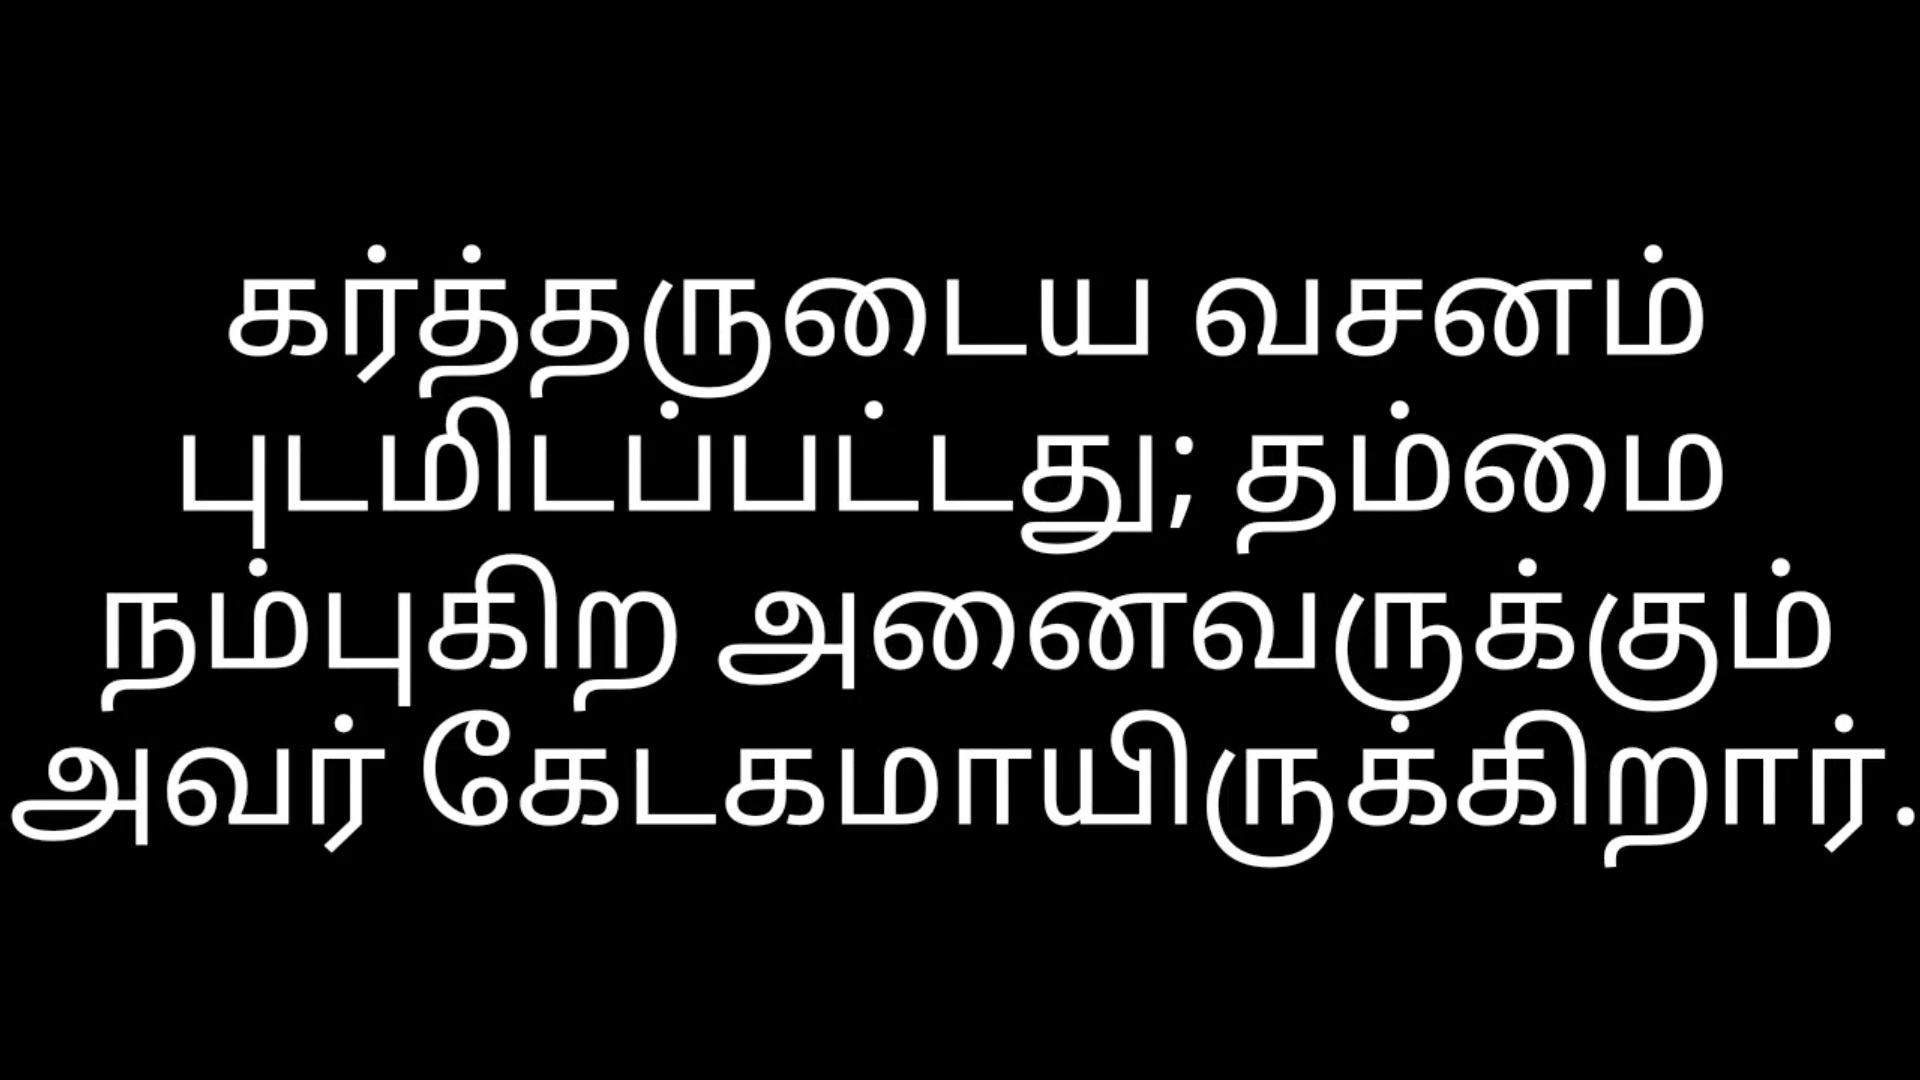 கர்த்தருடைய வசனம்
புடமிடப்பட்டது; தம்மை
நம்புகிற அனைவருக்கும்
அவர் கேடகமாயிருக்கிறார்.